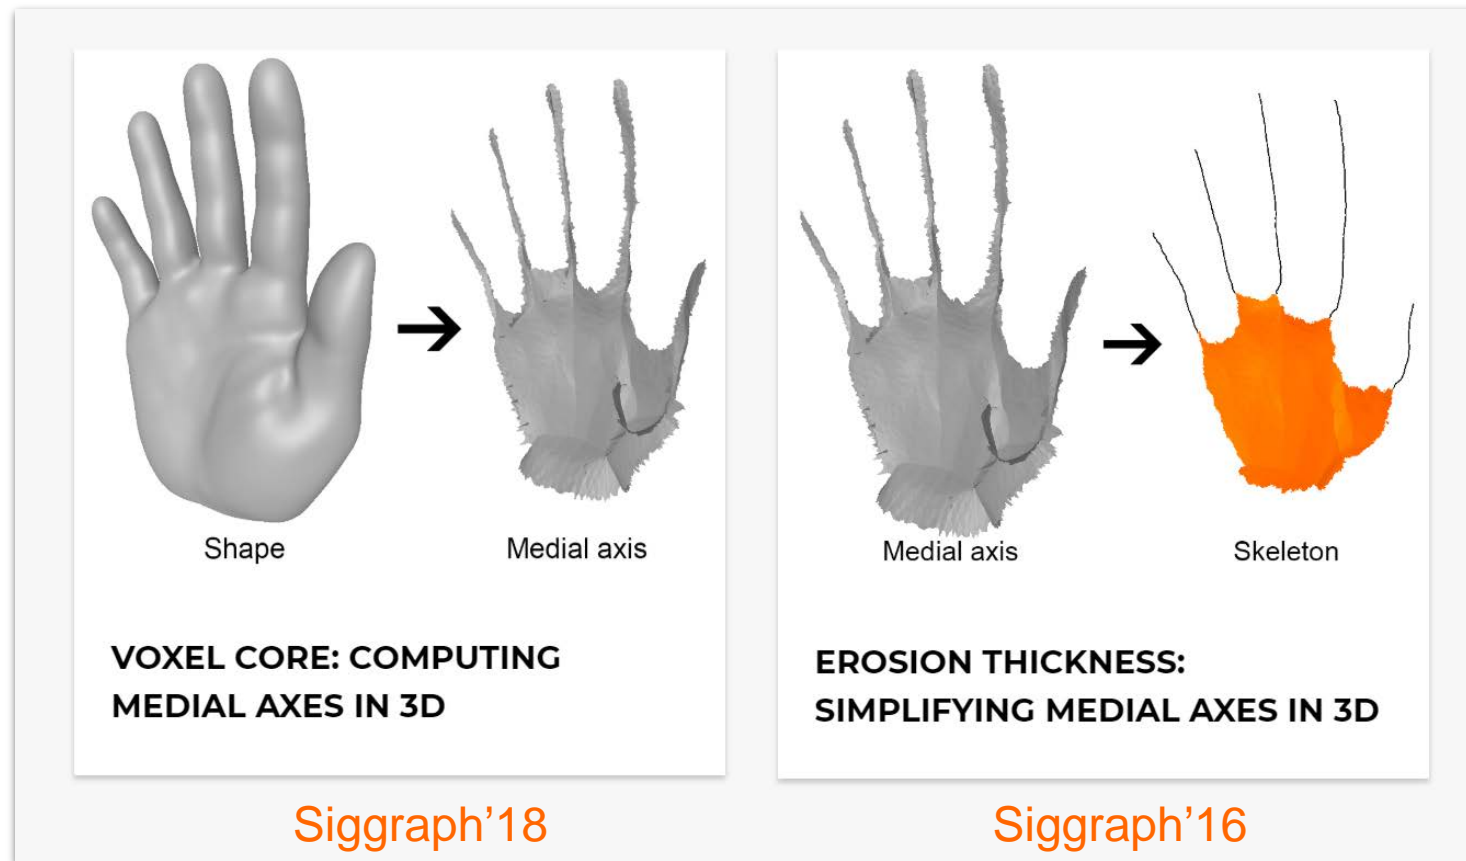 Shape
Medial axis
VOXEL CORE: COMPUTING
MEDIAL AXES IN 3D
Siggraph’18
Medial axis
Skeleton
EROSION THICKNESS:
SIMPLIFYING MEDIAL AXES IN 3D
Siggraph’16